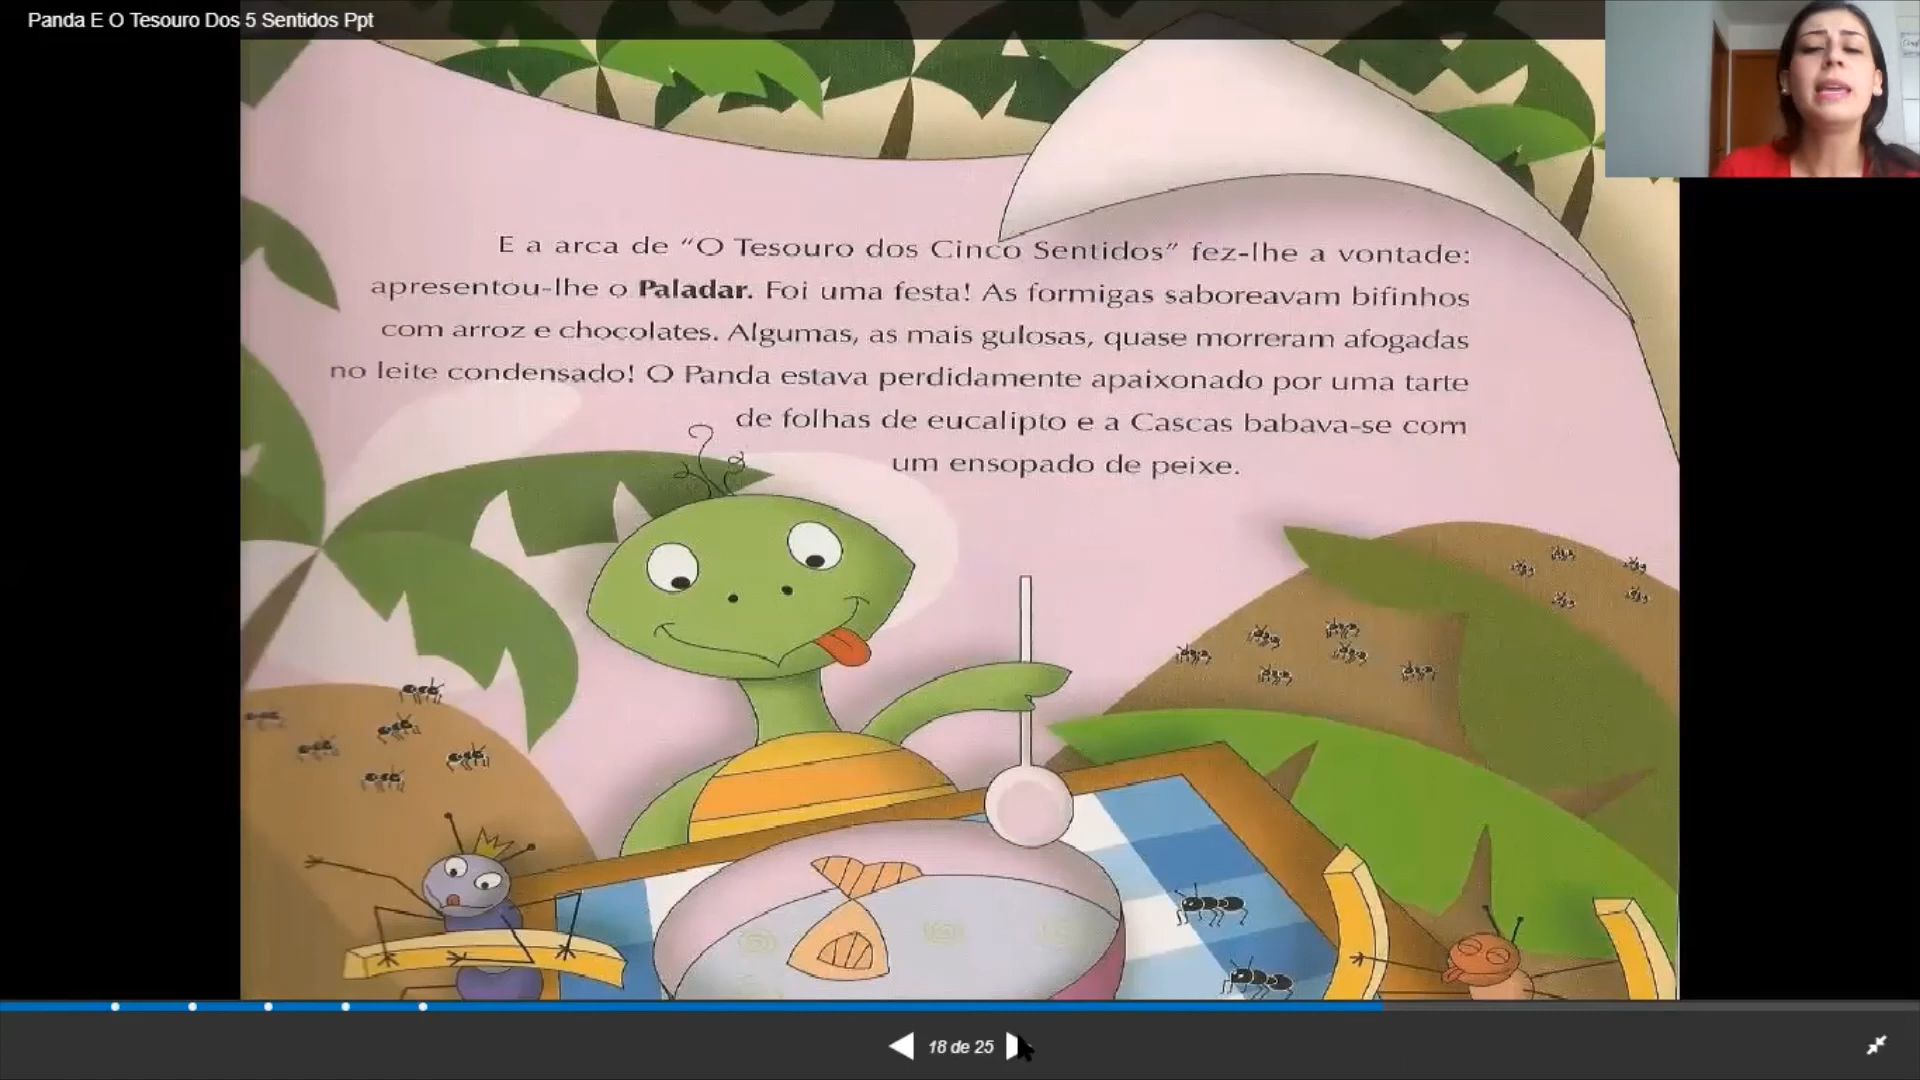 Panda E O Tesouro Dos 5 Sentidos Ppt
E a arca de “O Tesouro dos Cinco Sentidos” fez-lhe a vontade:
apresentou-lhe o Paladar. Foi uma festa! As formigas saboreavam bifinhos
com arroz e chocolates. Algumas, as mais gulosas, quase morreram afogadas
no leite condensado! O Panda estava perdidamente apaixonado por uma tarte
de folhas de eucalipto e a Cascas babava-se com
um ensopado de peixe.
18 de 25